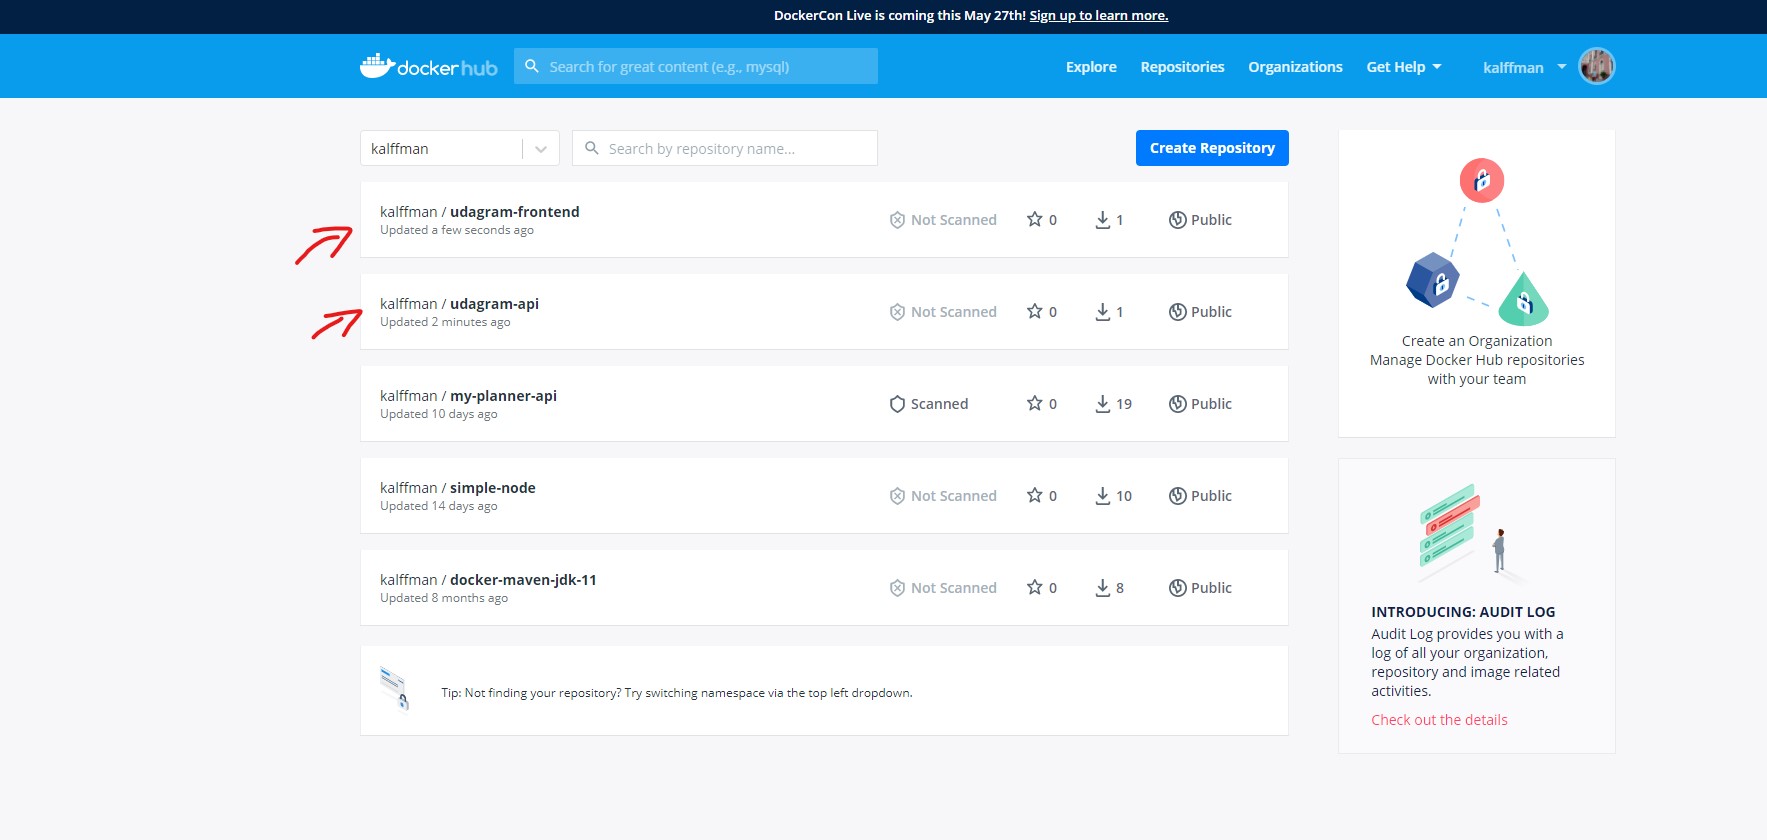 DockerCon Live is coming this May 27th! Sign up to learn more.
docker hub
Search for great content (e.g., mysql)
Explore
Repositories
Organizations
Get Help
kalffman
kalffman
Search by repository name...
Create Repository
kalffman / udagram-frontend
Updated a few seconds ago
Not Scanned
0
1
Public
kalffman / udagram-api
Updated 2 minutes ago
Not Scanned
0
1
Public
kalffman / my-planner-api
Updated 10 days ago
Scanned
0
19
Public
kalffman / simple-node
Updated 14 days ago
Not Scanned
0
10
Public
kalffman / docker-maven-jdk-11
Updated 8 months ago
Not Scanned
0
8
Public
Tip: Not finding your repository? Try switching namespace via the top left dropdown.
Create an Organization
Manage Docker Hub repositories
with your team
INTRODUCING: AUDIT LOG
Audit Log provides you with a
log of all your organization,
repository and image related
activities.
Check out the details